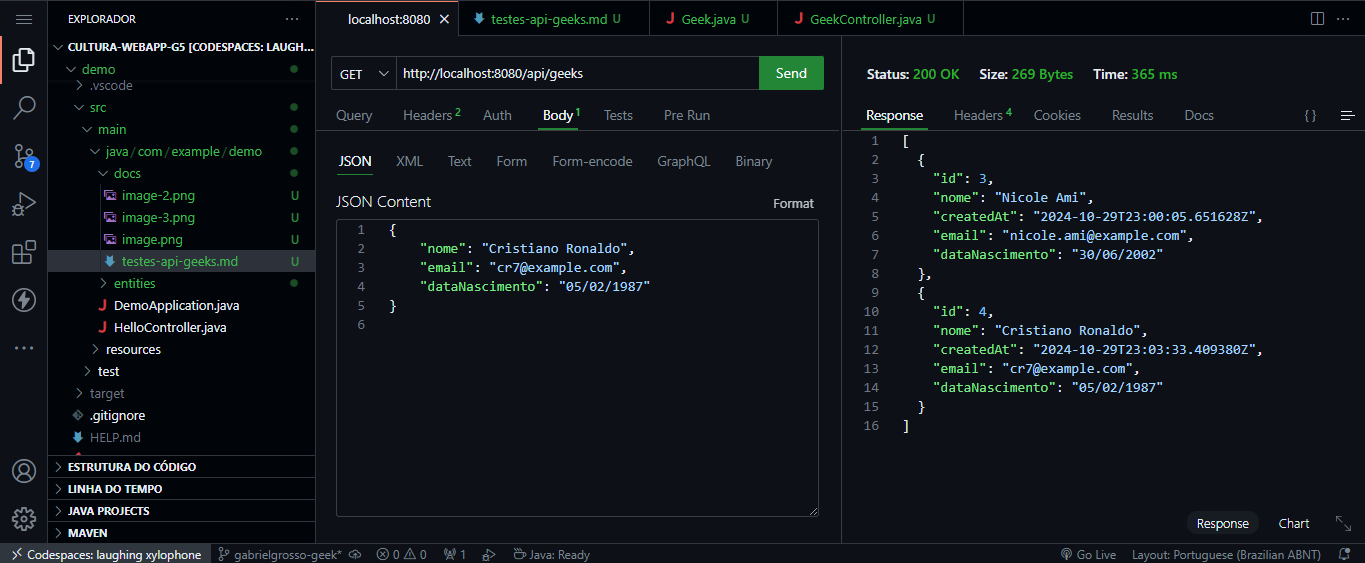 EXPLORADOR
CULTURA-WEBAPP-G5 [CODESPACES: LAUGH...
demo
.vscode
src
main
java / com / example / demo
docs
image-2.png U
image-3.png U
image.png U
testes-api-geeks.md U
entities
DemoApplication.java
HelloController.java
resources
test
target
.gitignore
HELP.md
ESTRUTURA DO CÓDIGO
LINHA DO TEMPO
JAVA PROJECTS
MAVEN
7
localhost:8080
testes-api-geeks.md U
Geek.java U
GeekController.java U
GET http://localhost:8080/api/geeks Send
Query Headers 2 Auth Body 1 Tests Pre Run
JSON XML Text Form Form-encode GraphQL Binary
JSON Content Format
1 {
2 "nome": "Cristiano Ronaldo",
3 "email": "cr7@example.com",
4 "dataNascimento": "05/02/1987"
5 }
6
Status: 200 OK Size: 269 Bytes Time: 365 ms
Response Headers 4 Cookies Results Docs { }
1 [
2 {
3 "id": 3,
4 "nome": "Nicole Ami",
5 "createdAt": "2024-10-29T23:00:05.651628Z",
6 "email": "nicole.ami@example.com",
7 "dataNascimento": "30/06/2002"
8 },
9 {
10 "id": 4,
11 "nome": "Cristiano Ronaldo",
12 "createdAt": "2024-10-29T23:03:33.409380Z",
13 "email": "cr7@example.com",
14 "dataNascimento": "05/02/1987"
15 }
16 ]
Response Chart
Codespaces: laughing xylophone gabrielgrosso-geek* 0 0 1 Java: Ready Go Live Layout: Portuguese (Brazilian ABNT)